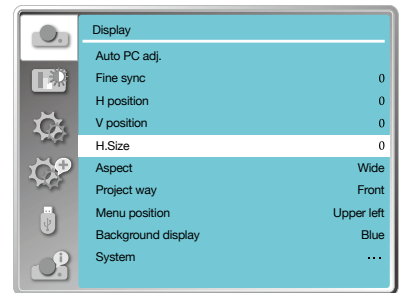 Display
Auto PC adj.
Fine sync 0
H position 0
V position 0
H.Size 0
Aspect Wide
Project way Front
Menu position Upper left
Background display Blue
System ...